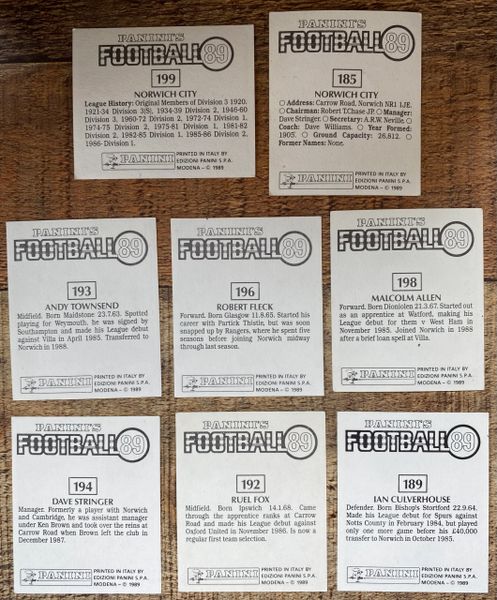 PANINI'S
FOOTBALL 89
199
NORWICH CITY
League History: Original Members of Division 3 1920.
1921-34 Division 3(S), 1934-39 Division 2, 1946-60
Division 3, 1960-72 Division 2, 1972-74 Division 1,
1974-75 Division 2, 1975-81 Division 1, 1981-82
Division 2, 1982-85 Division 1, 1985-86 Division 2,
1986- Division 1.
PANINI
PRINTED IN ITALY BY
EDIZIONI PANINI S.P.A.
MODENA - © 1989
PANINI'S
FOOTBALL 89
185
NORWICH CITY
Address: Carrow Road, Norwich NR1 1JE.
Chairman: Robert T.Chase JP. Manager:
Dave Stringer Secretary: A.R.W. Neville.
Coach: Dave Williams. Year Formed:
1905. Ground Capacity: 26,812.
Former Names: None.
PANINI
PRINTED IN ITALY BY
EDIZIONI PANINI S.P.A.
MODENA - © 1989
PANINI'S
FOOTBALL 89
193
ANDY TOWNSEND
Midfield. Born Maidstone 23.7.63. Spotted
playing for Weymouth, he was signed by
Southampton and made his League debut
against Villa in April 1985. Transferred to
Norwich in 1988.
PANINI
PRINTED IN ITALY BY
EDIZIONI PANINI S.P.A.
MODENA - © 1989
PANINI'S
FOOTBALL 89
196
ROBERT FLECK
Forward. Born Glasgow 11.8.65. Started his
career with Partick Thistle, but was soon
snapped up by Rangers, where he spent five
seasons before joining Norwich midway
through last season.
PANINI
PRINTED IN ITALY BY
EDIZIONI PANINI S.P.A.
MODENA - © 1989
PANINI'S
FOOTBALL 89
198
MALCOLM ALLEN
Forward. Born Dioniolen 21.3.67. Started out
as an apprentice at Watford, making his
League debut for them v West Ham in
November 1985. Joined Norwich in 1988
after a brief loan spell at Villa.
PANINI
PRINTED IN ITALY BY
EDIZIONI PANINI S.P.A.
MODENA - © 1989
PANINI'S
FOOTBALL 89
194
DAVE STRINGER
Manager. Formerly a player with Norwich
and Cambridge, he was assistant manager
under Ken Brown and took over the reins at
Carrow Road when Brown left the club in
December 1987.
PANINI
PRINTED IN ITALY BY
EDIZIONI PANINI S.P.A.
MODENA - © 1989
PANINI'S
FOOTBALL 89
192
RUEL FOX
Midfield. Born Ipswich 14.1.68. Came
through the apprentice ranks at Carrow
Road and made his League debut against
Oxford United in November 1986. Is now a
regular first team selection.
PANINI
PRINTED IN ITALY BY
EDIZIONI PANINI S.P.A.
MODENA - © 1989
PANINI'S
FOOTBALL 89
189
IAN CULVERHOUSE
Defender. Born Bishop's Stortford 22.9.64.
Made his League debut for Spurs against
Notts County in February 1984, but played
only one more game before his £40,000
transfer to Norwich in October 1985.
PANINI
PRINTED IN ITALY BY
EDIZIONI PANINI S.P.A.
MODENA - © 1989